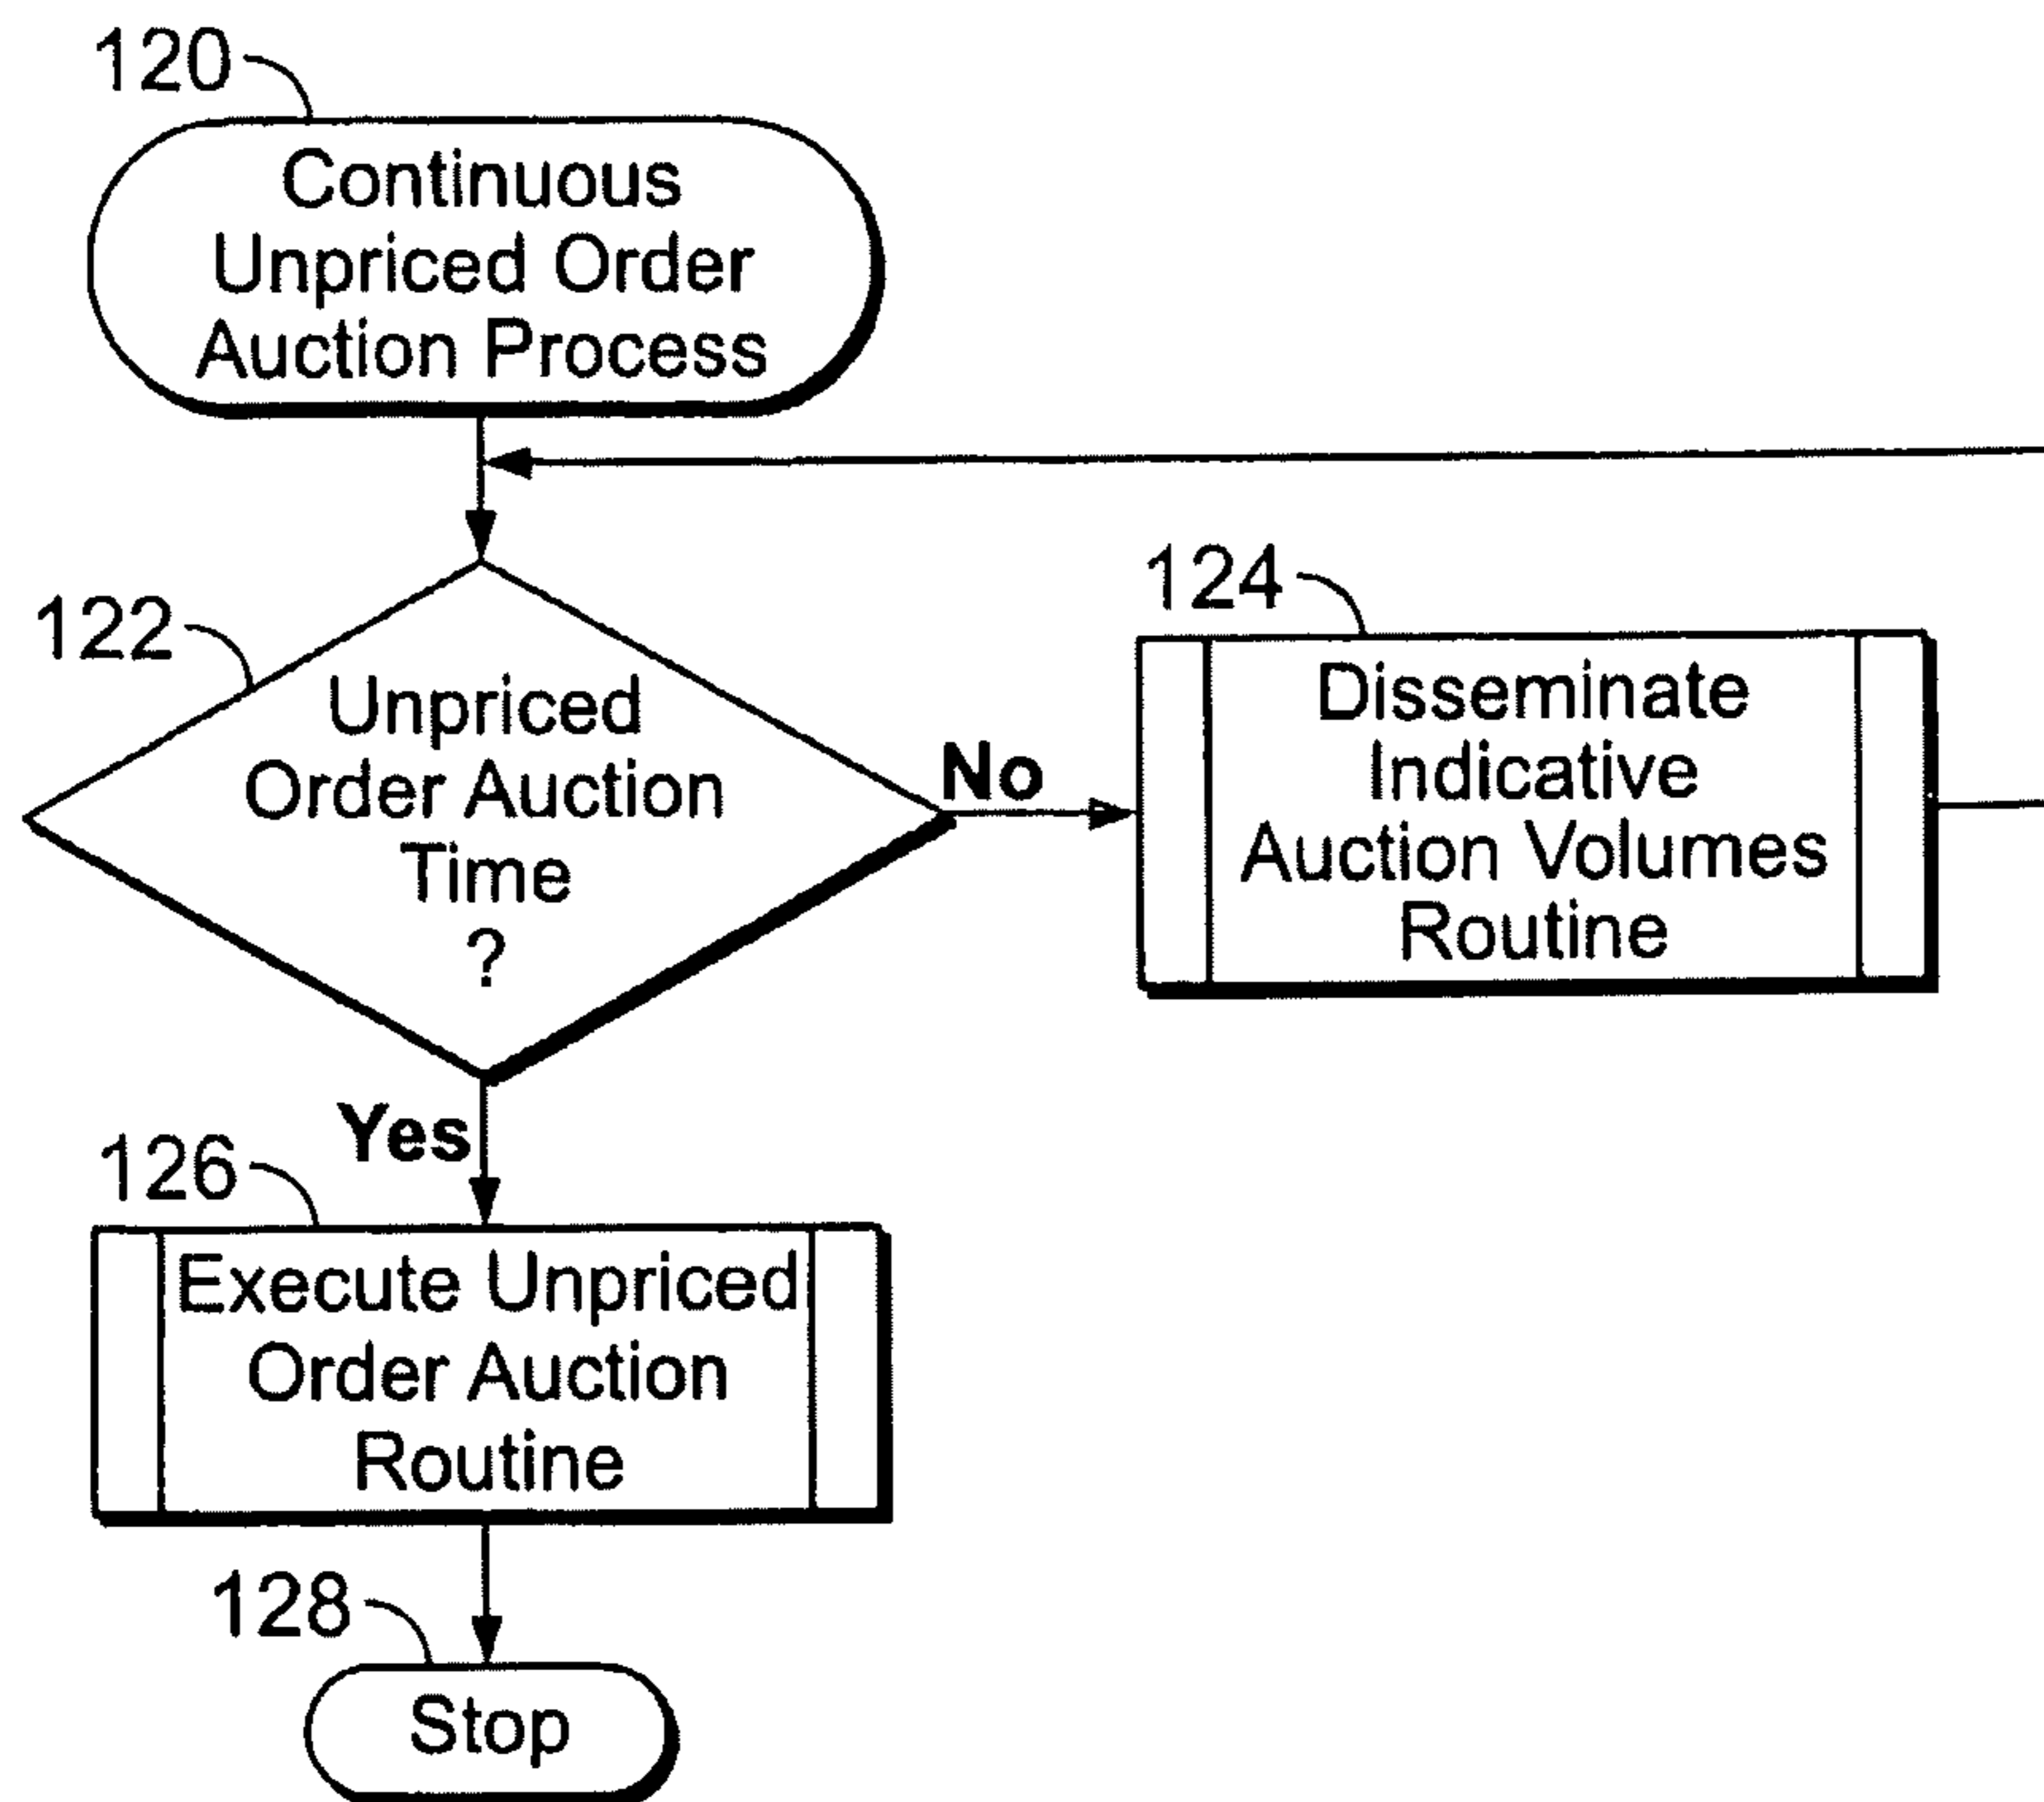 120
Continuous
Unpriced Order
Auction Process
122
Unpriced
Order Auction
Time
?
No
124
Disseminate
Indicative
Auction Volumes
Routine
Yes
126
Execute Unpriced
Order Auction
Routine
128
Stop